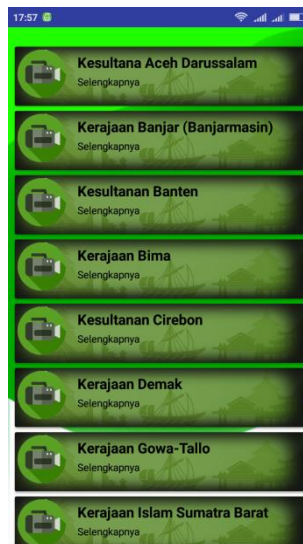 17:57
Kesultana Aceh Darussalam
Selengkapnya
Kerajaan Banjar (Banjarmasin)
Selengkapnya
Kesultanan Banten
Selengkapnya
Kerajaan Bima
Selengkapnya
Kesultanan Cirebon
Selengkapnya
Kerajaan Demak
Selengkapnya
Kerajaan Gowa-Tallo
Selengkapnya
Kerajaan Islam Sumatra Barat
Selengkapnya